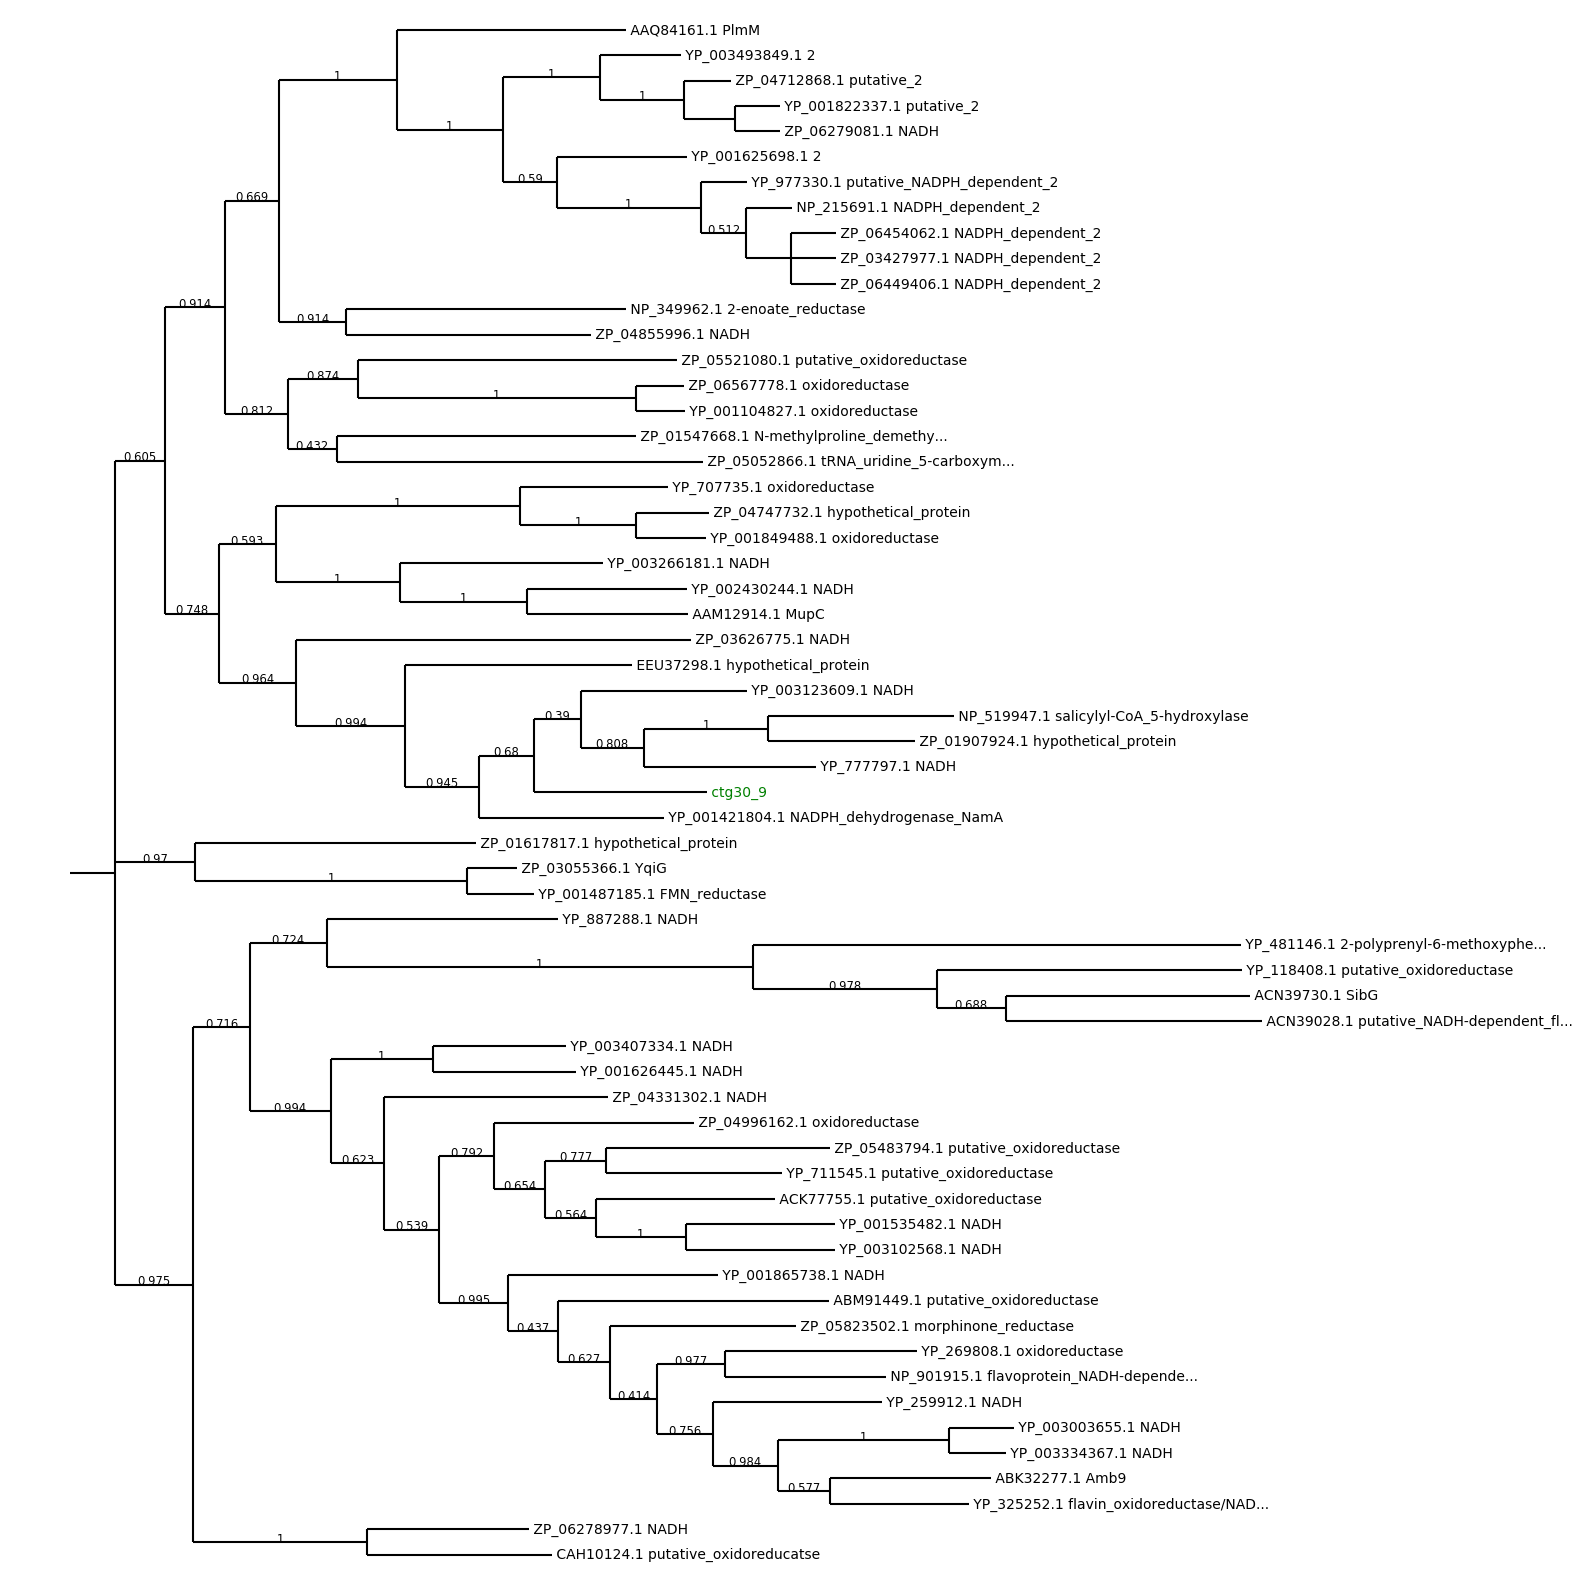 AAQ84161.1 PlmM
YP_003493849.1 2
1
1
ZP_04712868.1 putative_2
1
YP_001822337.1 putative_2
1
ZP_06279081.1 NADH
YP_001625698.1 2
0.59
YP_977330.1 putative_NADPH_dependent_2
0.669
1
NP_215691.1 NADPH_dependent_2
0.512
ZP_06454062.1 NADPH_dependent_2
ZP_03427977.1 NADPH_dependent_2
ZP_06449406.1 NADPH_dependent_2
0.914
NP_349962.1 2-enoate_reductase
0.914
ZP_04855996.1 NADH
ZP_05521080.1 putative_oxidoreductase
0.874
ZP_06567778.1 oxidoreductase
1
0.812
YP_001104827.1 oxidoreductase
ZP_01547668.1 N-methylproline_demethy...
0.432
0.605
ZP_05052866.1 tRNA_uridine_5-carboxym...
YP_707735.1 oxidoreductase
1
ZP_04747732.1 hypothetical_protein
1
YP_001849488.1 oxidoreductase
0.593
YP_003266181.1 NADH
1
YP_002430244.1 NADH
1
0.748
AAM12914.1 MupC
ZP_03626775.1 NADH
EEU37298.1 hypothetical_protein
0.964
YP_003123609.1 NADH
0.39
NP_519947.1 salicylyl-CoA_5-hydroxylase
0.994
1
ZP_01907924.1 hypothetical_protein
0.808
0.68
YP_777797.1 NADH
0.945
ctg30_9
YP_001421804.1 NADPH_dehydrogenase_NamA
ZP_01617817.1 hypothetical_protein
0.97
ZP_03055366.1 YqiG
1
YP_001487185.1 FMN_reductase
YP_887288.1 NADH
0.724
YP_481146.1 2-polyprenyl-6-methoxyphe...
1
YP_118408.1 putative_oxidoreductase
0.978
ACN39730.1 SibG
0.688
ACN39028.1 putative_NADH-dependent_fl...
0.716
YP_003407334.1 NADH
1
YP_001626445.1 NADH
ZP_04331302.1 NADH
0.994
ZP_04996162.1 oxidoreductase
ZP_05483794.1 putative_oxidoreductase
0.792
0.777
0.623
YP_711545.1 putative_oxidoreductase
0.654
ACK77755.1 putative_oxidoreductase
0.564
YP_001535482.1 NADH
0.539
1
YP_003102568.1 NADH
YP_001865738.1 NADH
0.975
0.995
ABM91449.1 putative_oxidoreductase
0.437
ZP_05823502.1 morphinone_reductase
YP_269808.1 oxidoreductase
0.627
0.977
NP_901915.1 flavoprotein_NADH-depende...
0.414
YP_259912.1 NADH
YP_003003655.1 NADH
0.756
1
YP_003334367.1 NADH
0.984
ABK32277.1 Amb9
0.577
YP_325252.1 flavin_oxidoreductase/NAD...
ZP_06278977.1 NADH
1
CAH10124.1 putative_oxidoreducatse